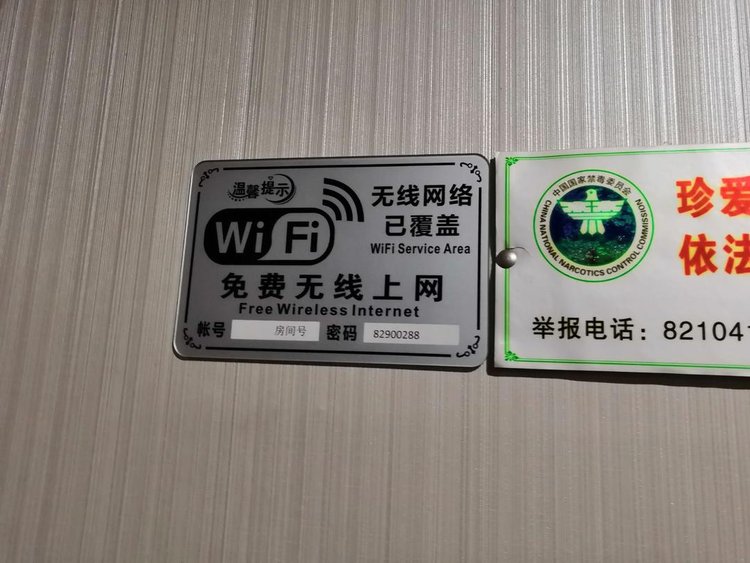 温馨提示
WiFi
无线网络
已覆盖
WiFi Service Area
免费无线上网
Free Wireless Internet
帐号 房间号 密码 82900288
中国国家禁毒委员会
CHINA NATIONAL NARCOTICS CONTROL COMMISSION
珍爱
依法
举报电话：82104